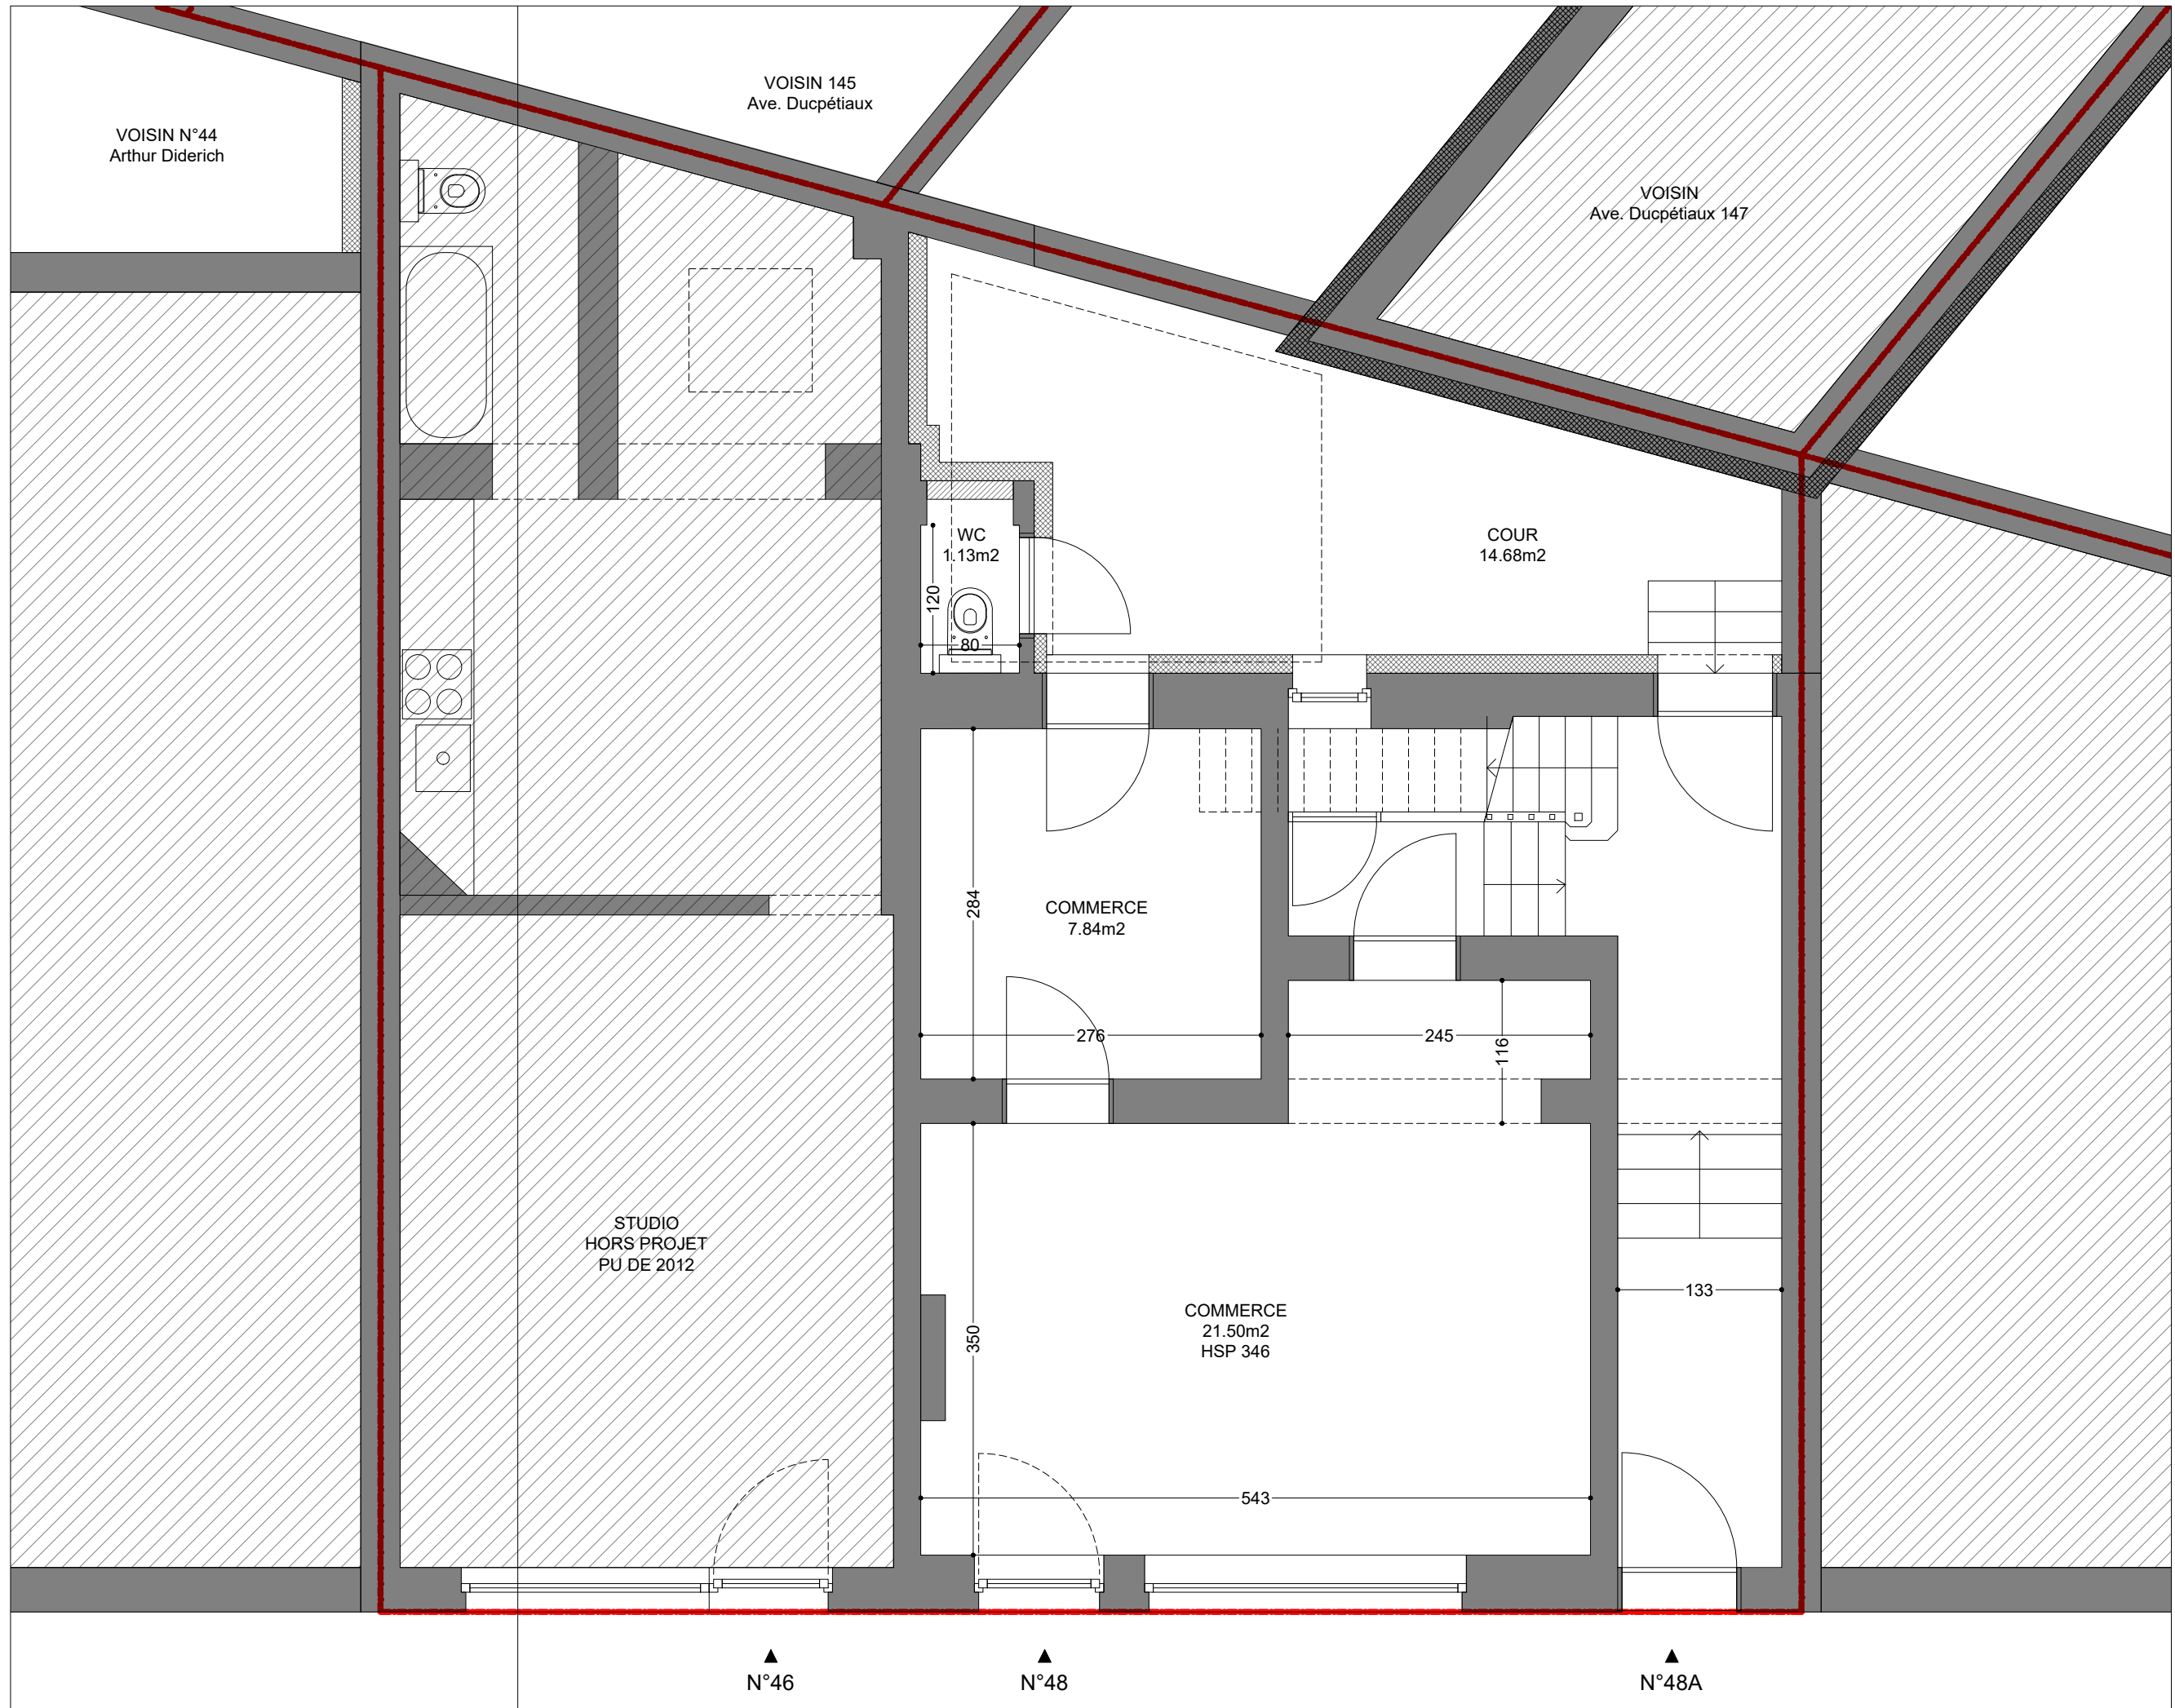 VOISIN 145
Ave. Ducpétiaux
VOISIN N°44
Arthur Diderich
VOISIN
Ave. Ducpétiaux 147
WC
1.13m2
120
80
COUR
14.68m2
284
COMMERCE
7.84m2
276
245
116
STUDIO
HORS PROJET
PU DE 2012
350
COMMERCE
21.50m2
HSP 346
133
543
N°46
N°48
N°48A